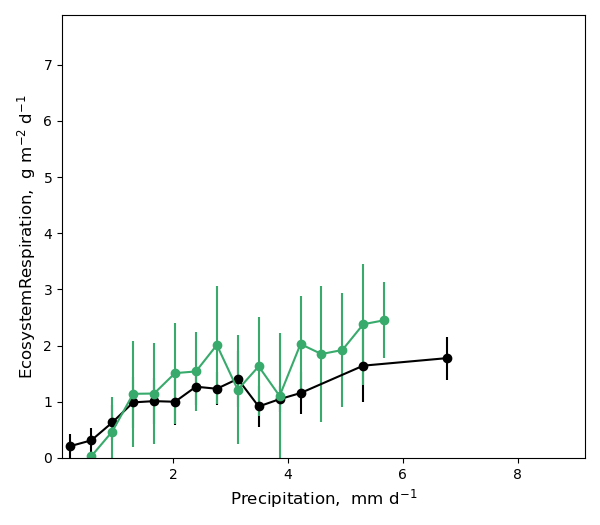 7
6
5
4
3
2
1
0
EcosystemRespiration, g m⁻² d⁻¹
2 4 6 8
Precipitation, mm d⁻¹